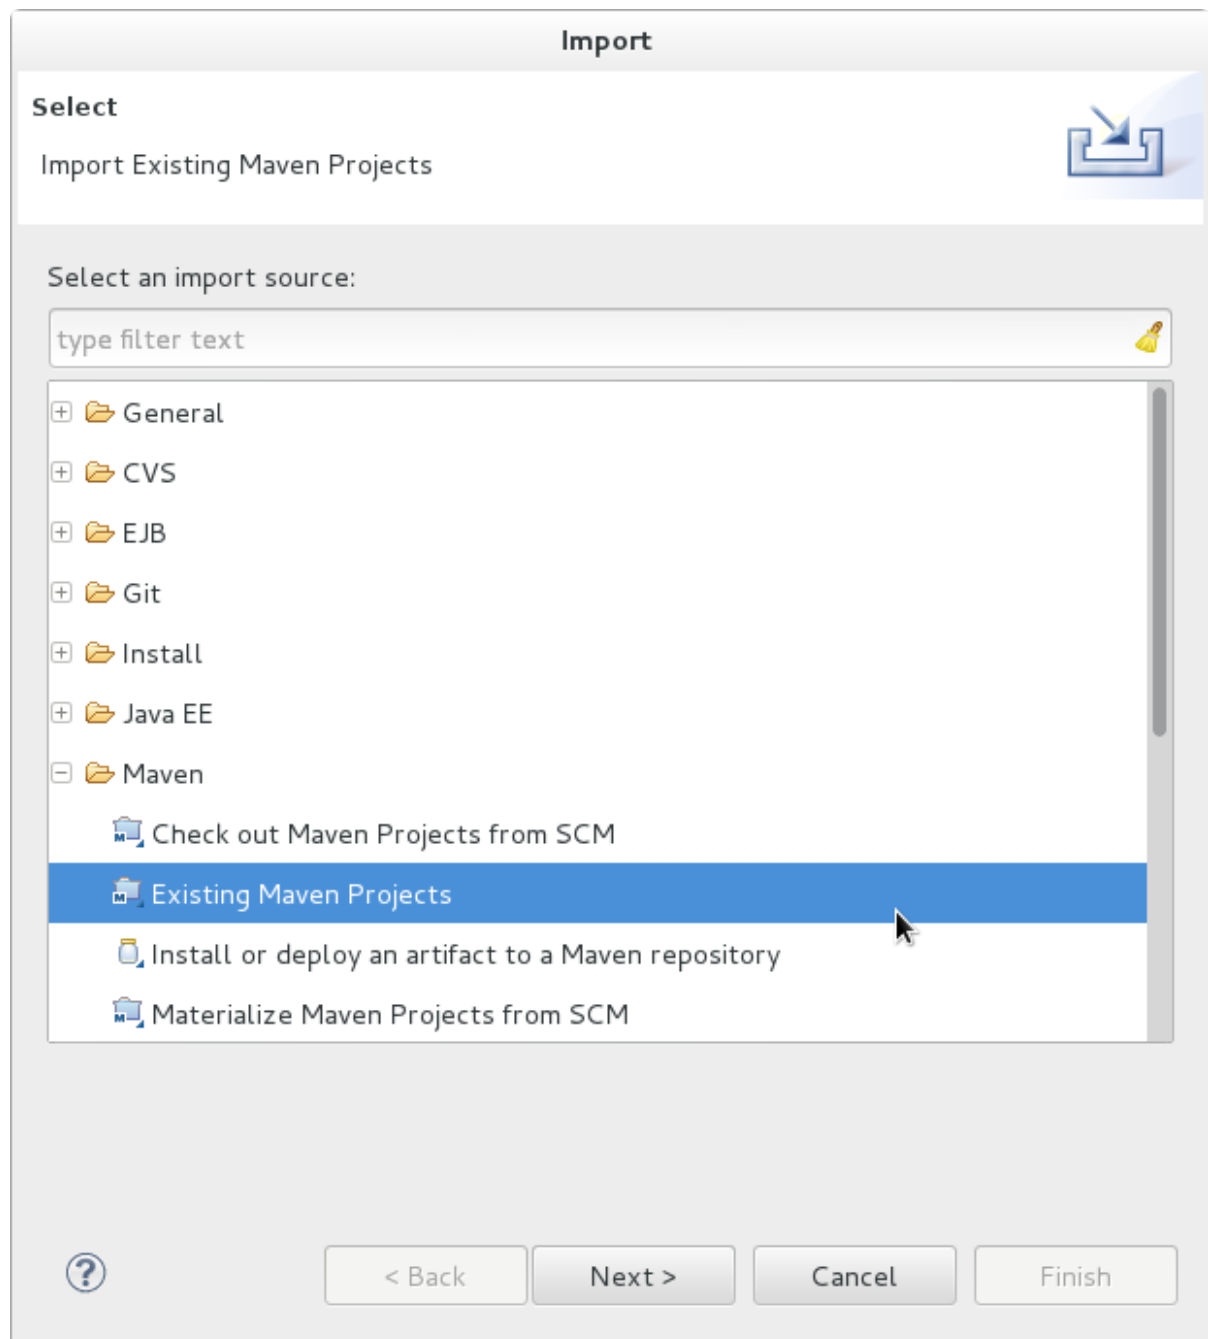 Import
Select
Import Existing Maven Projects
Select an import source:
type filter text
General
CVS
EJB
Git
Install
Java EE
Maven
Check out Maven Projects from SCM
Existing Maven Projects
Install or deploy an artifact to a Maven repository
Materialize Maven Projects from SCM
? < Back Next > Cancel Finish